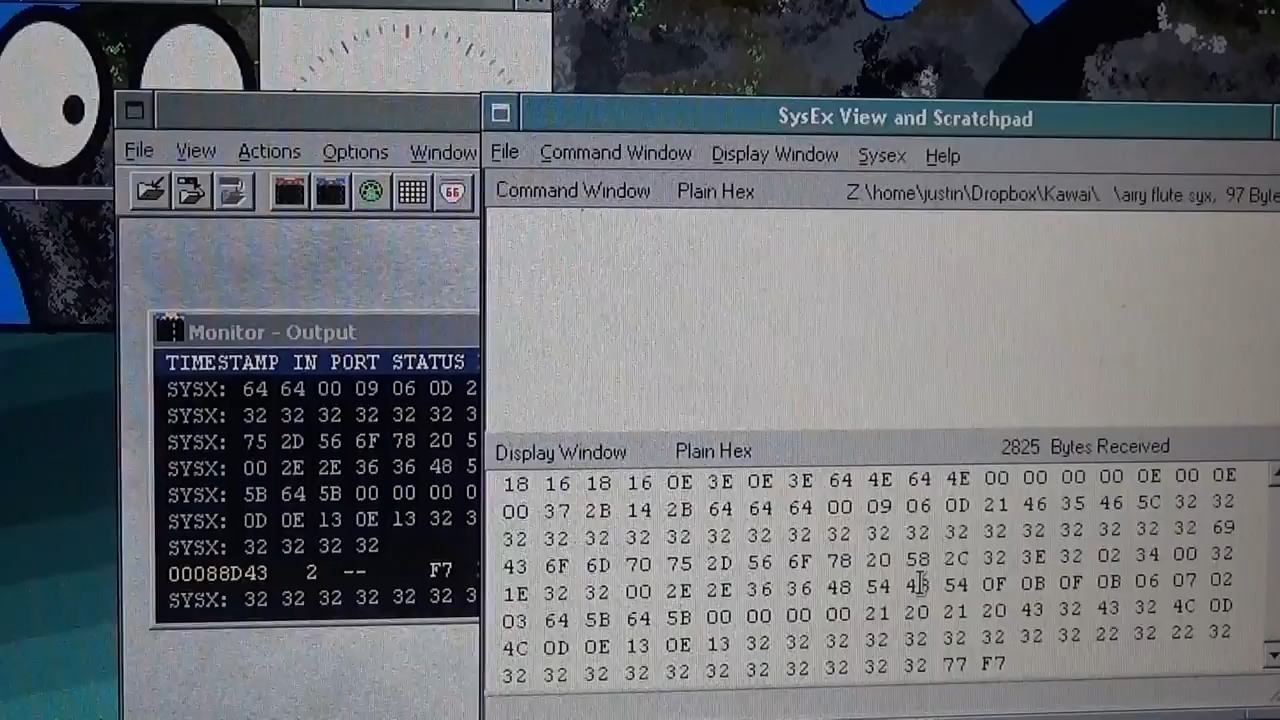 SysEx View and Scratchpad
File View Actions Options Window
File Command Window Display Window Sysex Help
66
Command Window Plain Hex Z \home\justin\Dropbox\Kawai\ \airy flute syx, 97 Byte
Monitor - Output
TIMESTAMP IN PORT STATUS
SYSX: 64 64 00 09 06 0D 2
SYSX: 32 32 32 32 32 32 3
SYSX: 75 2D 56 6F 78 20 5
SYSX: 00 2E 2E 36 36 48 5
SYSX: 5B 64 5B 00 00 00 0
SYSX: 0D 0E 13 0E 13 32 3
SYSX: 32 32 32 32
00088D43 2 -- F7
SYSX: 32 32 32 32 32 32 3
Display Window Plain Hex 2825 Bytes Received
18 16 18 16 0E 3E 0E 3E 64 4E 64 4E 00 00 00 00 0E 00 0E
00 37 2B 14 2B 64 64 64 00 09 06 0D 21 46 35 46 5C 32 32
32 32 32 32 32 32 32 32 32 32 32 32 32 32 32 32 32 32 69
43 6F 6D 70 75 2D 56 6F 78 20 58 2C 32 3E 32 02 34 00 32
1E 32 32 00 2E 2E 36 36 48 54 48 54 0F 0B 0F 0B 06 07 02
03 64 5B 64 5B 00 00 00 00 21 20 21 20 43 32 43 32 4C 0D
4C 0D 0E 13 0E 13 32 32 32 32 32 32 32 32 32 22 32 22 32
32 32 32 32 32 32 32 32 32 32 32 77 F7